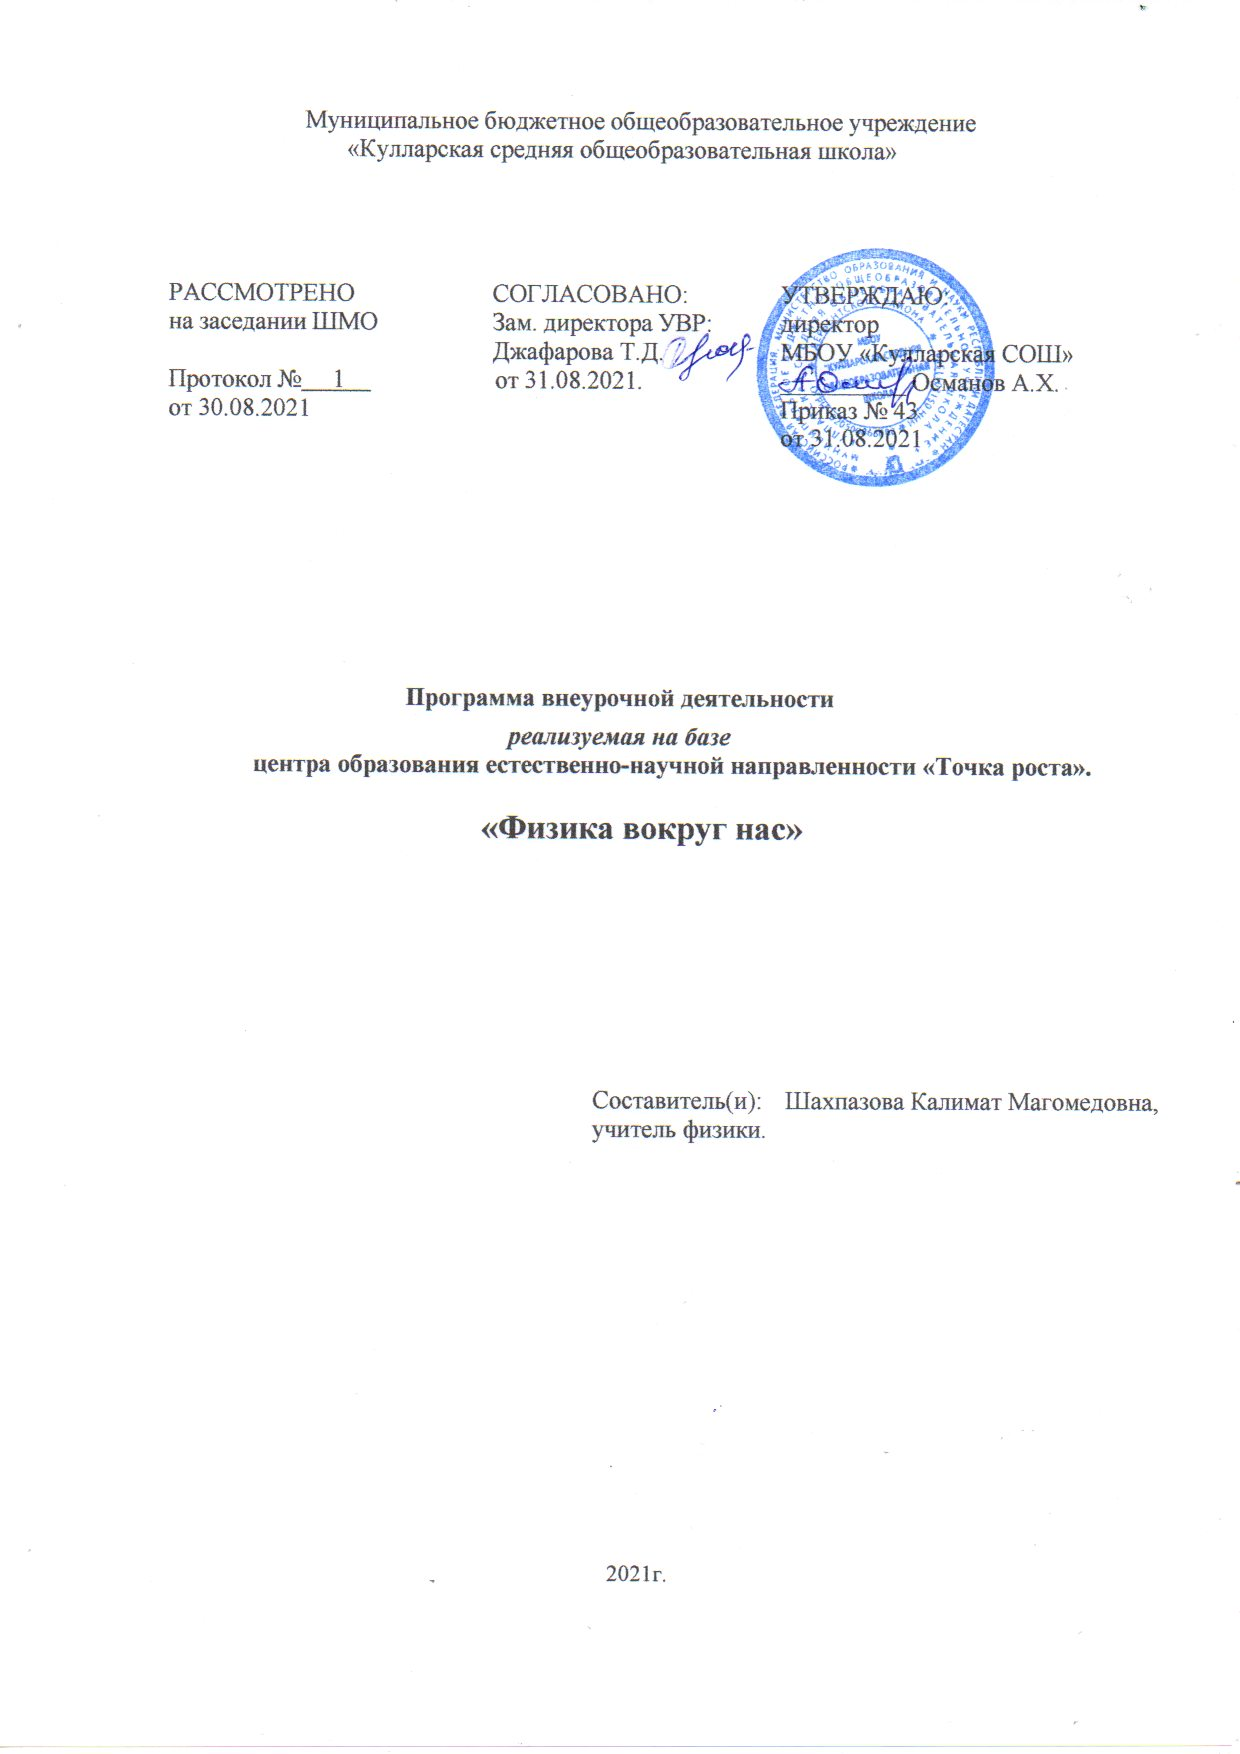 Муниципальное бюджетное общеобразовательное учреждение
«Кулларская средняя общеобразовательная школа»
РАССМОТРЕНО
на заседании ШМО
Протокол № 1
от 30.08.2021
СОГЛАСОВАНО:
Зам. директора УВР:
Джафарова Т.Д.
от 31.08.2021.
УТВЕРЖДАЮ
директор
МБОУ «Кулларская СОШ»
Османов А.Х.
Приказ № 43
от 31.08.2021
Программа внеурочной деятельности
реализуемая на базе
центра образования естественно-научной направленности «Точка роста».
«Физика вокруг нас»
Составитель(и): Шахпазова Калимат Магомедовна,
учитель физики.
2021г.